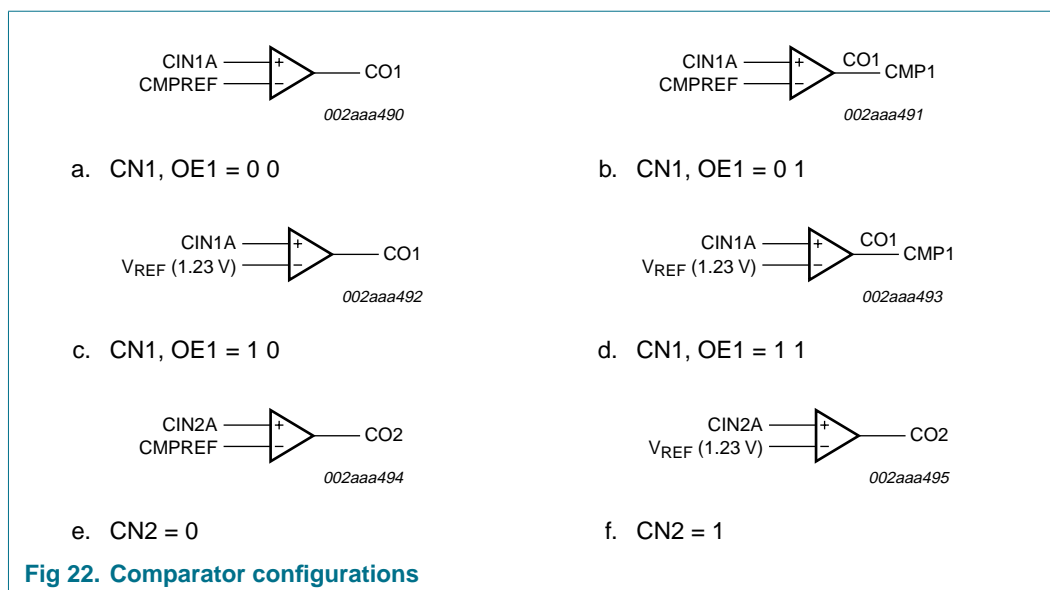 CIN1A
CMPREF
+
−
CO1
002aaa490
a. CN1, OE1 = 0 0
CIN1A
CMPREF
+
−
CO1
CMP1
002aaa491
b. CN1, OE1 = 0 1
CIN1A
VREF (1.23 V)
+
−
CO1
002aaa492
c. CN1, OE1 = 1 0
CIN1A
VREF (1.23 V)
+
−
CO1
CMP1
002aaa493
d. CN1, OE1 = 1 1
CIN2A
CMPREF
+
−
CO2
002aaa494
e. CN2 = 0
CIN2A
VREF (1.23 V)
+
−
CO2
002aaa495
f. CN2 = 1
Fig 22. Comparator configurations